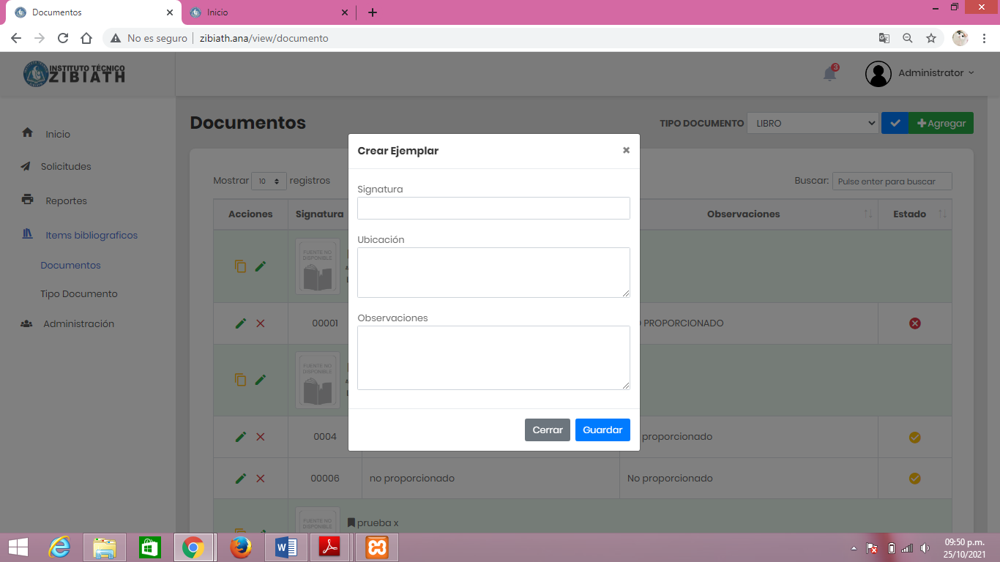 Documentos
Inicio
No es seguro
zibiath.ana/view/documento
INSTITUTO TÉCNICO
ZIBIATH
3
Administrator
Inicio
Solicitudes
Reportes
Items bibliograficos
Documentos
Tipo Documento
Administración
Documentos
TIPO DOCUMENTO
LIBRO
Agregar
Mostrar 10 registros
Buscar: Pulse enter para buscar
Acciones Signatura Observaciones Estado
FUENTE NO
DISPONIBLE
00001 PROPORCIONADO
FUENTE NO
DISPONIBLE
0004 proporcionado
00006 no proporcionado No proporcionado
FUENTE NO
DISPONIBLE
prueba x
Crear Ejemplar
Signatura
Ubicación
Observaciones
Cerrar Guardar
09:50 p.m.
25/10/2021